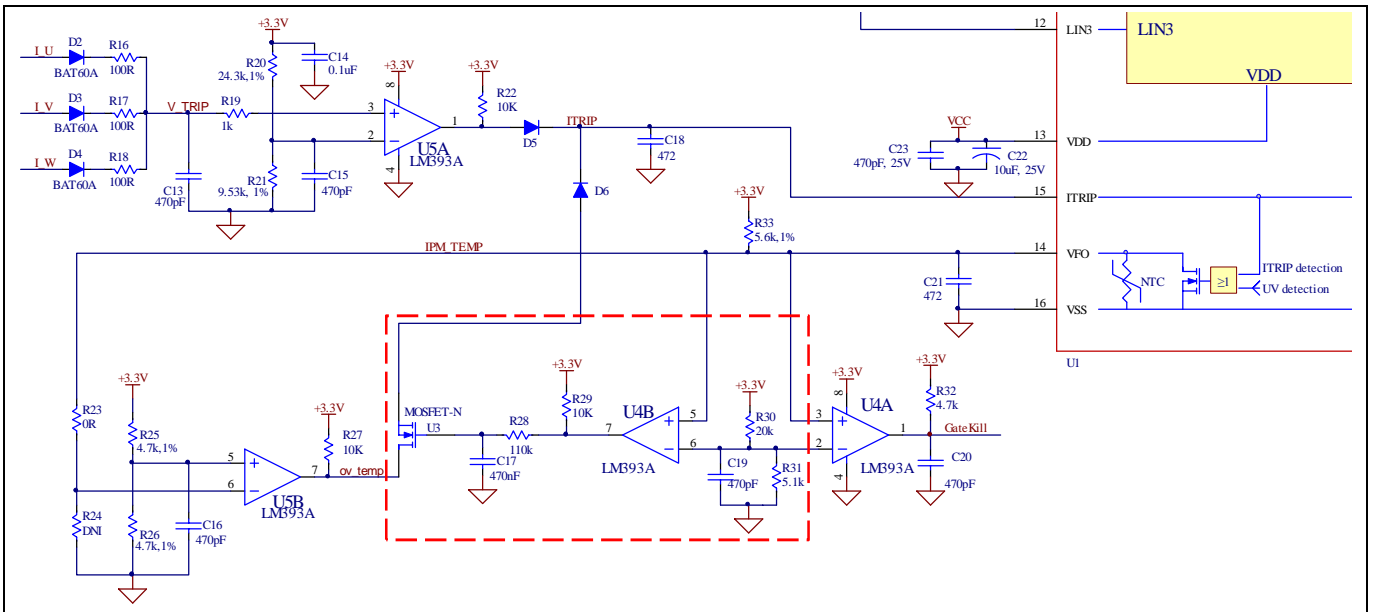 I_U
D2
BAT60A
R16
100R
I_V
D3
BAT60A
R17
100R
I_W
D4
BAT60A
R18
100R
V_TRIP
R19
1k
C13
470pF
+3.3V
R20
24.3k,1%
C14
0.1uF
R21
9.53k, 1%
C15
470pF
+3.3V
8
3
+
2
−
1
4
U5A
LM393A
+3.3V
R22
10K
D5
ITRIP
C18
472
D6
12
LIN3
LIN3
VDD
VCC
C23
470pF, 25V
C22
10uF, 25V
13
VDD
15
ITRIP
+3.3V
R33
5.6k,1%
IPM_TEMP
14
VFO
C21
472
16
VSS
NTC
≥1
ITRIP detection
UV detection
U1
R23
0R
R24
DNI
+3.3V
R25
4.7k,1%
R26
4.7k,1%
C16
470pF
5
+
6
−
7
U5B
LM393A
+3.3V
R27
10K
ov_temp
MOSFET-N
U3
R28
110k
C17
470nF
+3.3V
R29
10K
U4B
7
5
+
6
−
LM393A
+3.3V
R30
20k
C19
470pF
R31
5.1k
+3.3V
8
U4A
3
+
2
−
1
4
LM393A
+3.3V
R32
4.7k
GateKill
C20
470pF